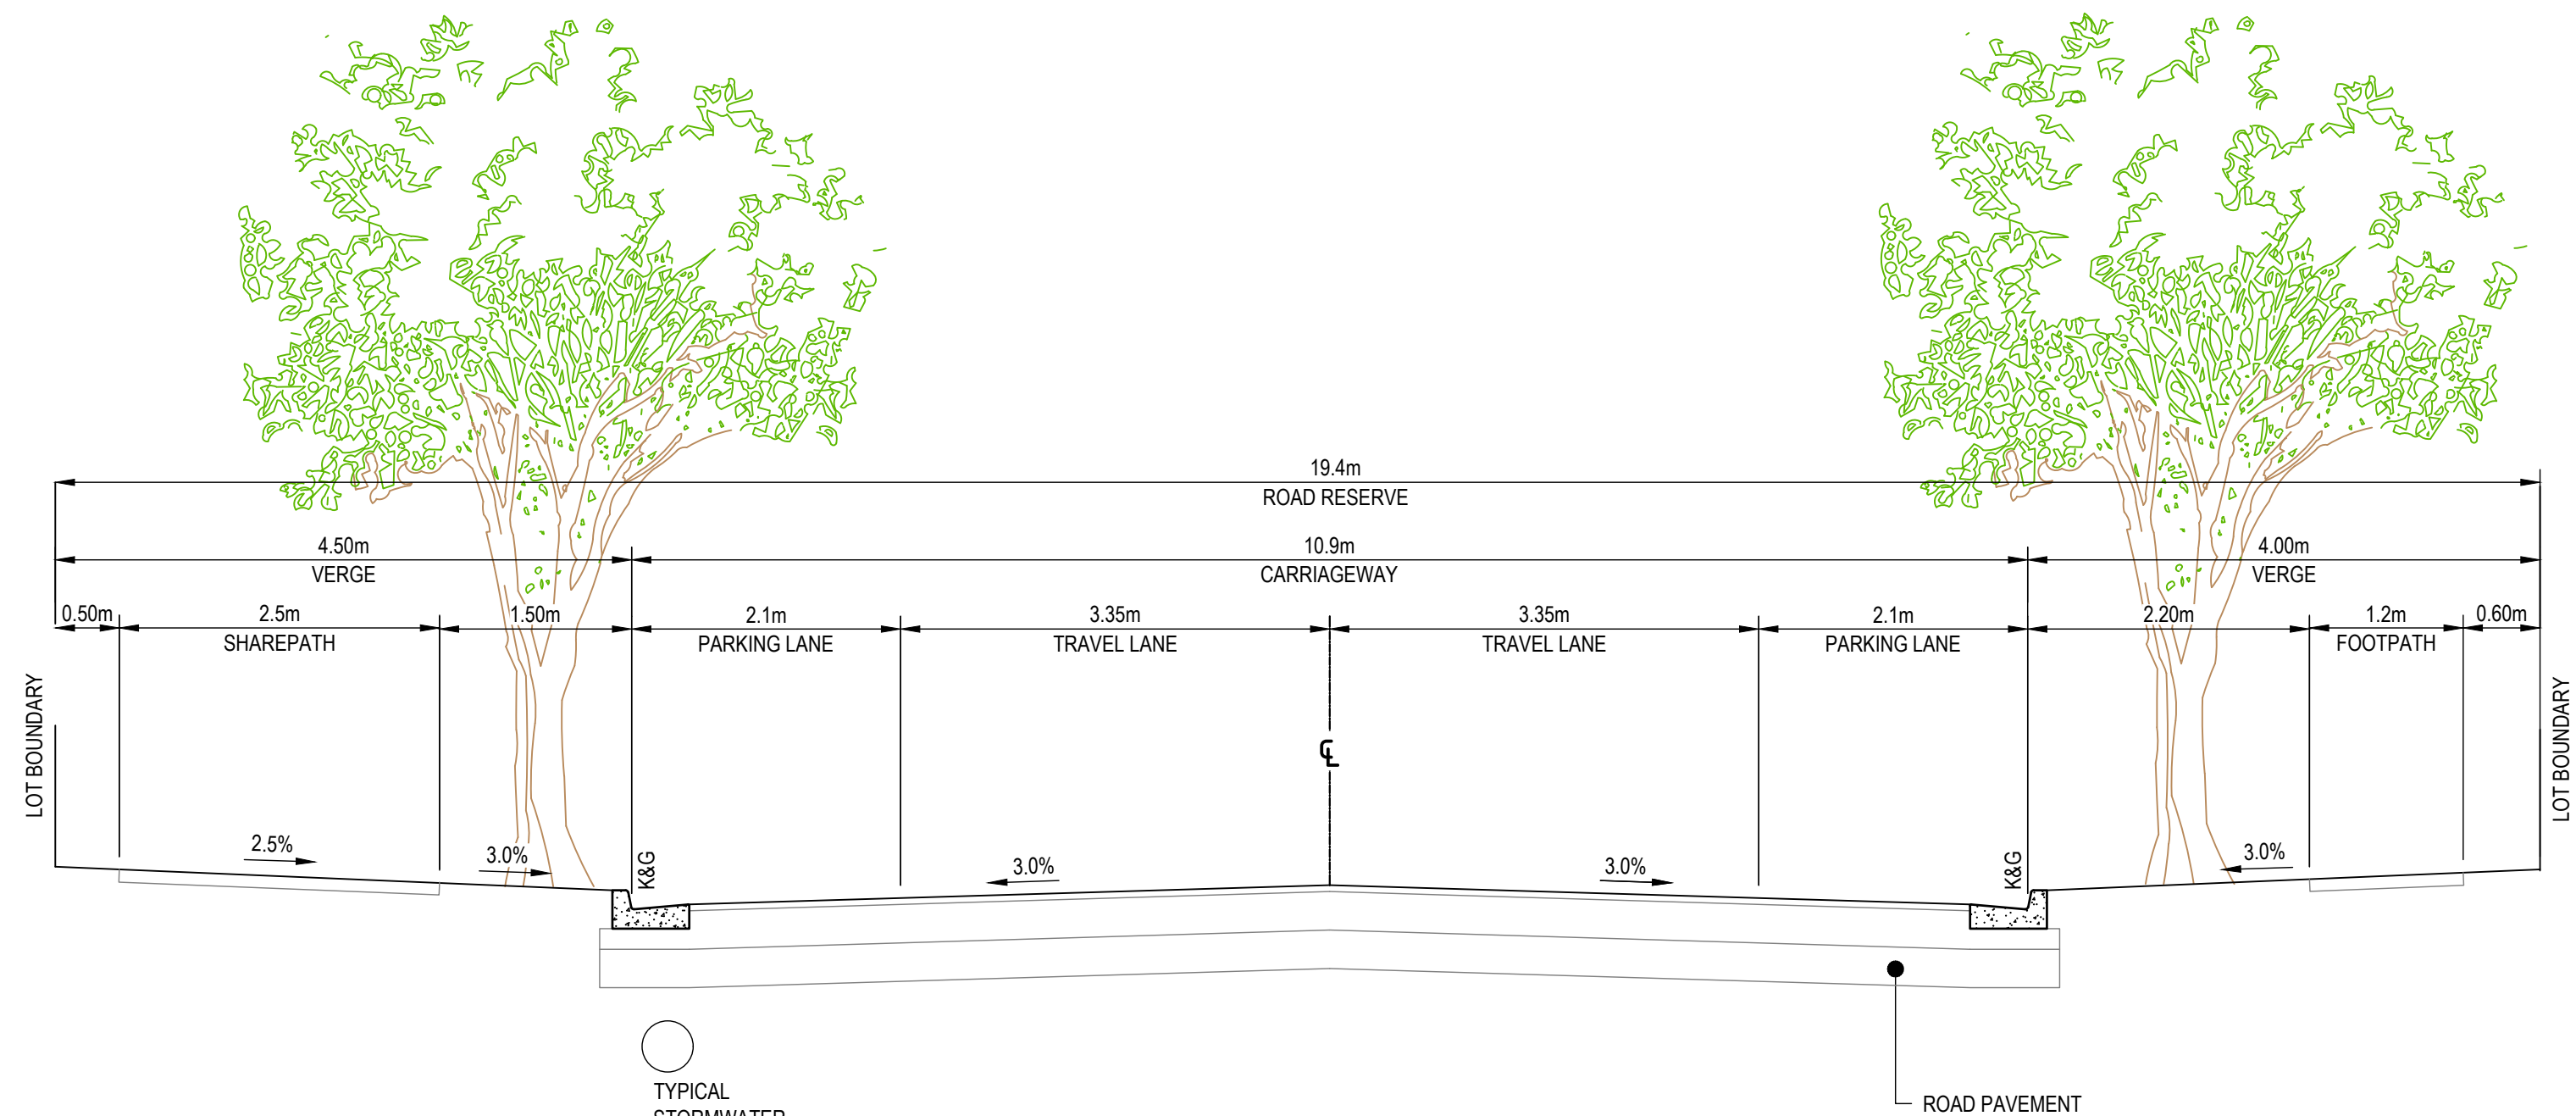 19.4m
ROAD RESERVE
4.50m
VERGE
10.9m
CARRIAGEWAY
4.00m
VERGE
0.50m
2.5m
SHAREPATH
1.50m
2.1m
PARKING LANE
3.35m
TRAVEL LANE
3.35m
TRAVEL LANE
2.1m
PARKING LANE
2.20m
1.2m
FOOTPATH
0.60m
LOT BOUNDARY
LOT BOUNDARY
℄
2.5%
3.0%
K&G
3.0%
3.0%
K&G
3.0%
TYPICAL
STORMWATER
ROAD PAVEMENT